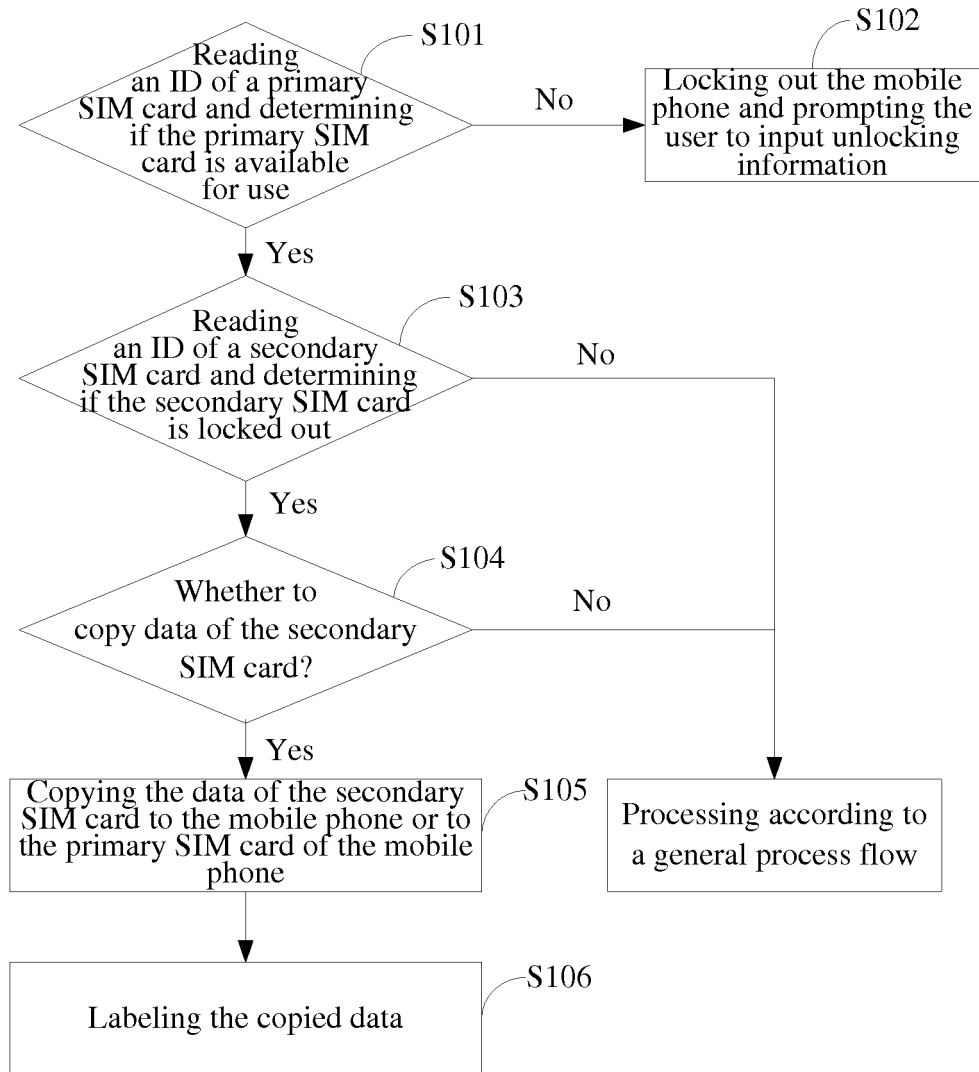 S101
Reading
an ID of a primary
SIM card and determining
if the primary SIM
card is available
for use
No
S102
Locking out the mobile
phone and prompting the
user to input unlocking
information
Yes
S103
Reading
an ID of a secondary
SIM card and determining
if the secondary SIM card
is locked out
No
Yes
S104
Whether to
copy data of the secondary
SIM card?
No
Yes
S105
Copying the data of the secondary
SIM card to the mobile phone or to
the primary SIM card of the mobile
phone
Processing according to
a general process flow
S106
Labeling the copied data